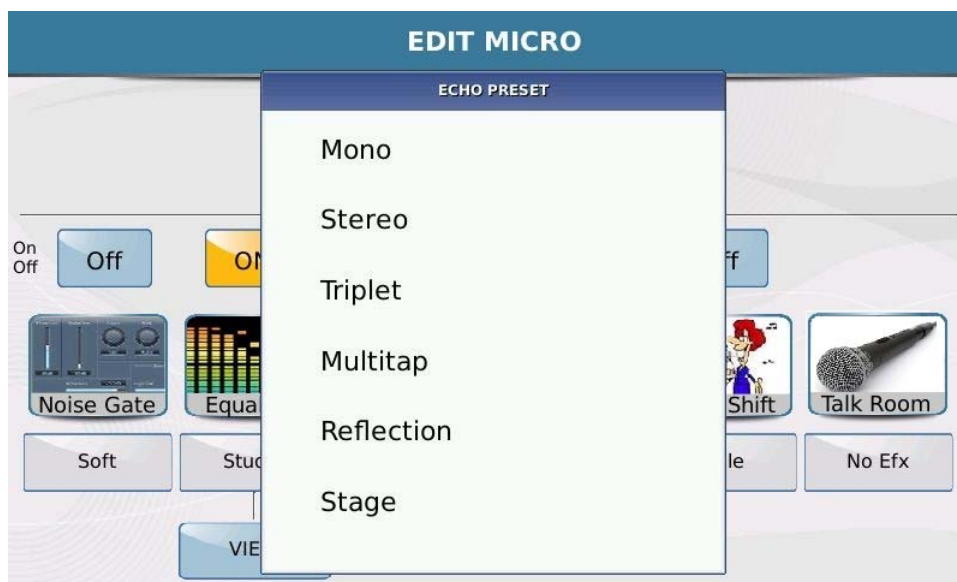 EDIT MICRO
ECHO PRESET
Mono
Stereo
Triplet
Multitap
Reflection
Stage
On
Off
Off
Noise Gate
Shift
Talk Room
Soft
No Efx